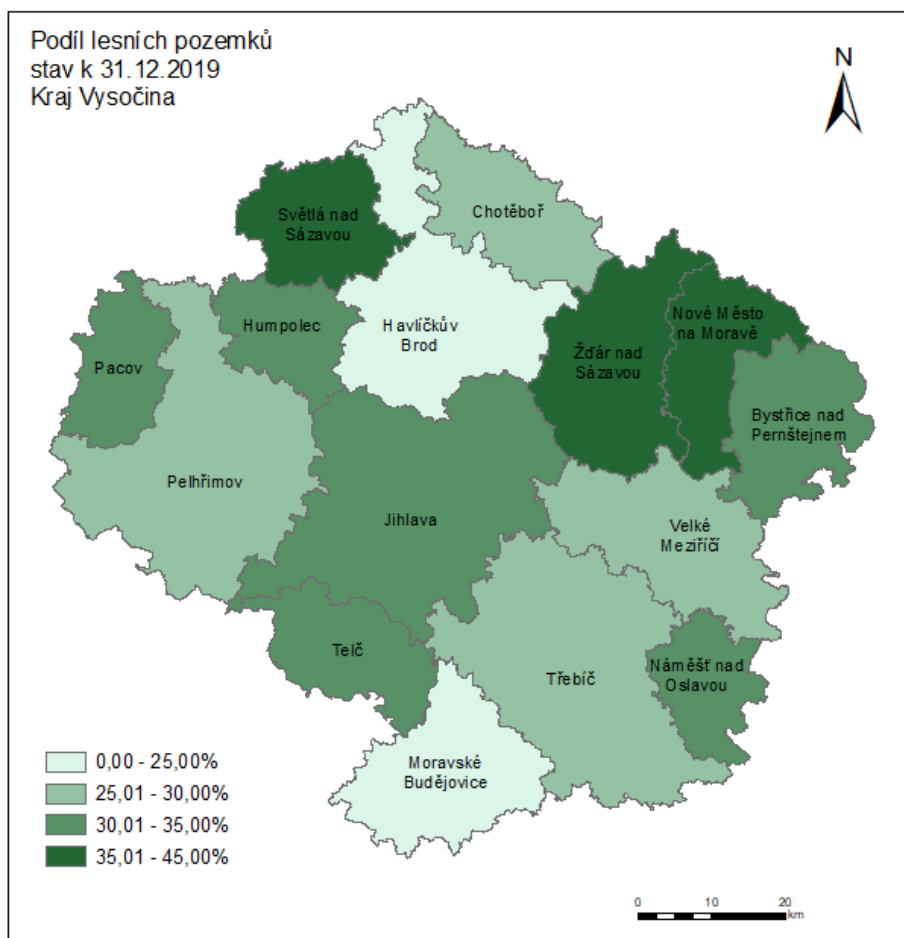 Podíl lesních pozemků
stav k 31.12.2019
Kraj Vysočina
N
Chotěboř
Světlá nad
Sázavou
Humpolec
Havlíčkův
Brod
Nové Město
na Moravě
Žďár nad
Sázavou
Pacov
Bystřice nad
Pernštejnem
Pelhřimov
Jihlava
Velké
Meziříčí
Telč
Třebíč
Náměšť nad
Oslavou
Moravské
Budějovice
0,00 - 25,00%
25,01 - 30,00%
30,01 - 35,00%
35,01 - 45,00%
0 10 20
km